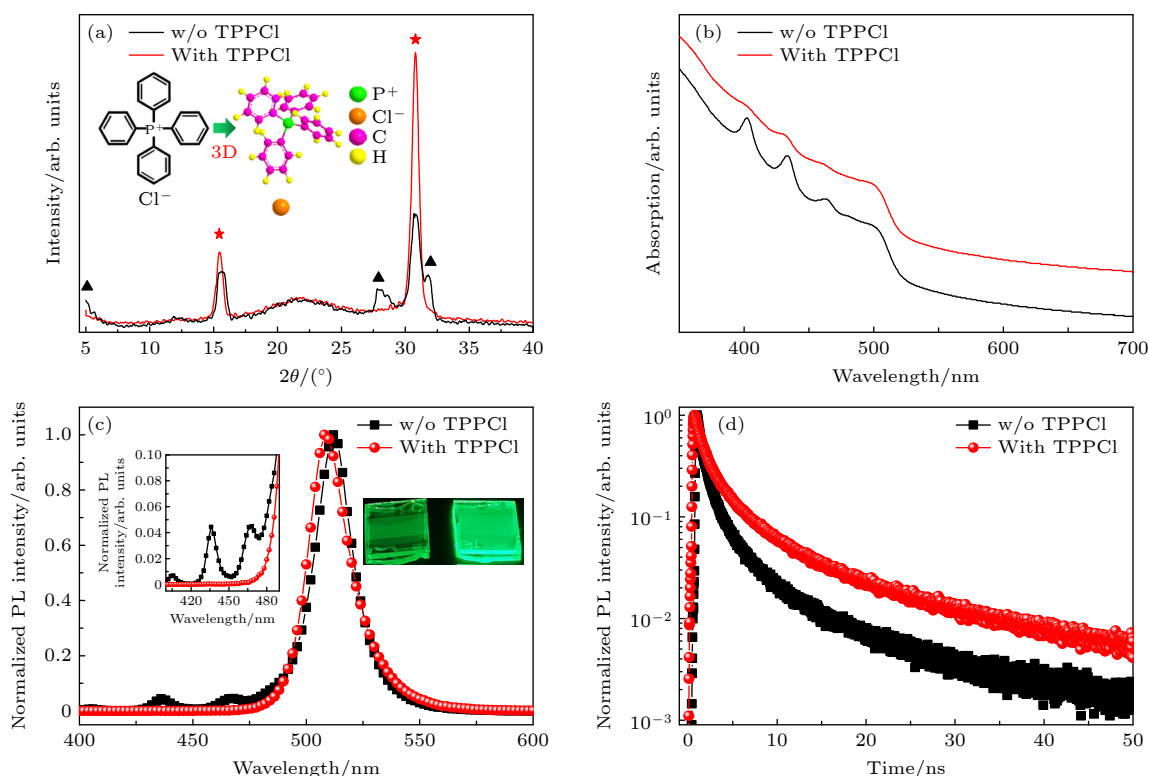 (a)
w/o TPPCl
With TPPCl
P⁺
Cl⁻
C
H
P⁺
3D
Cl⁻
Intensity/arb. units
5 10 15 20 25 30 35 40
2θ/(°)
(b)
w/o TPPCl
With TPPCl
Absorption/arb. units
400 500 600 700
Wavelength/nm
(c)
w/o TPPCl
With TPPCl
Normalized PL intensity/arb. units
1.0
0.8
0.6
0.4
0.2
0
400 450 500 550 600
Wavelength/nm
Normalized PL
intensity/arb. units
0.10
0.08
0.06
0.04
0.02
0
420 450 480
Wavelength/nm
(d)
w/o TPPCl
With TPPCl
Normalized PL intensity/arb. units
10⁰
10⁻¹
10⁻²
10⁻³
0 10 20 30 40 50
Time/ns